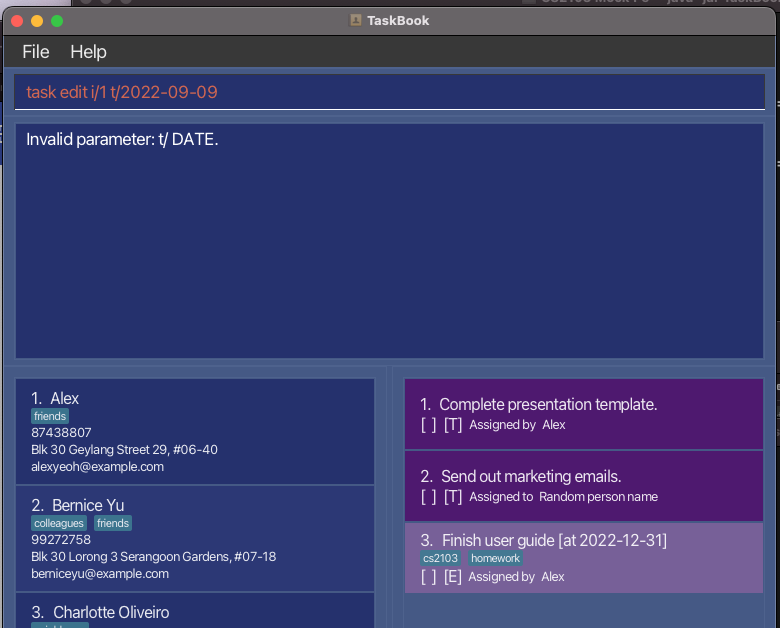 TaskBook
File Help
task edit i/1 t/2022-09-09
Invalid parameter: t/ DATE.
1. Alex
friends
87438807
Blk 30 Geylang Street 29, #06-40
alexyeoh@example.com
2. Bernice Yu
colleagues friends
99272758
Blk 30 Lorong 3 Serangoon Gardens, #07-18
berniceyu@example.com
3. Charlotte Oliveiro
1. Complete presentation template.
[ ] [T] Assigned by Alex
2. Send out marketing emails.
[ ] [T] Assigned to Random person name
3. Finish user guide [at 2022-12-31]
cs2103 homework
[ ] [E] Assigned by Alex